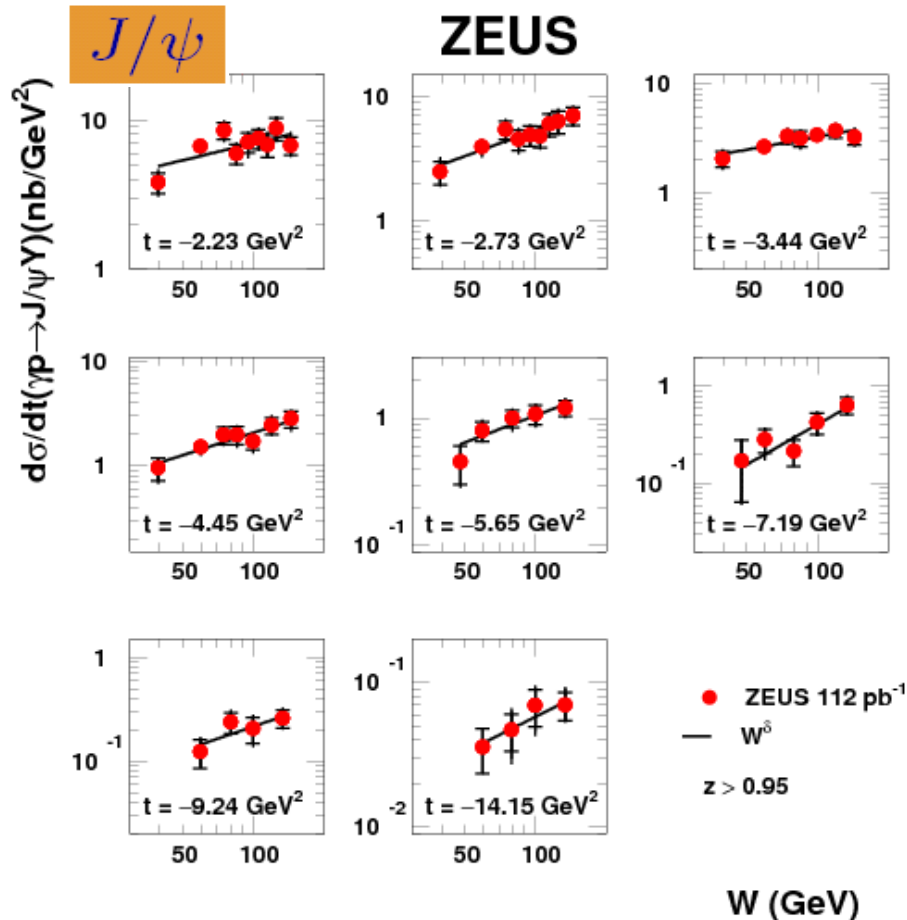 J/ψ
ZEUS
dσ/dt(γp→J/ψY)(nb/GeV²)
10
1
50 100
t = −2.23 GeV²
10
1
50 100
t = −2.73 GeV²
10
1
50 100
t = −3.44 GeV²
10
1
50 100
t = −4.45 GeV²
1
10⁻¹
50 100
t = −5.65 GeV²
1
10⁻¹
50 100
t = −7.19 GeV²
1
10⁻¹
50 100
t = −9.24 GeV²
10⁻¹
10⁻²
50 100
t = −14.15 GeV²
ZEUS 112 pb⁻¹
W^δ
z > 0.95
W (GeV)